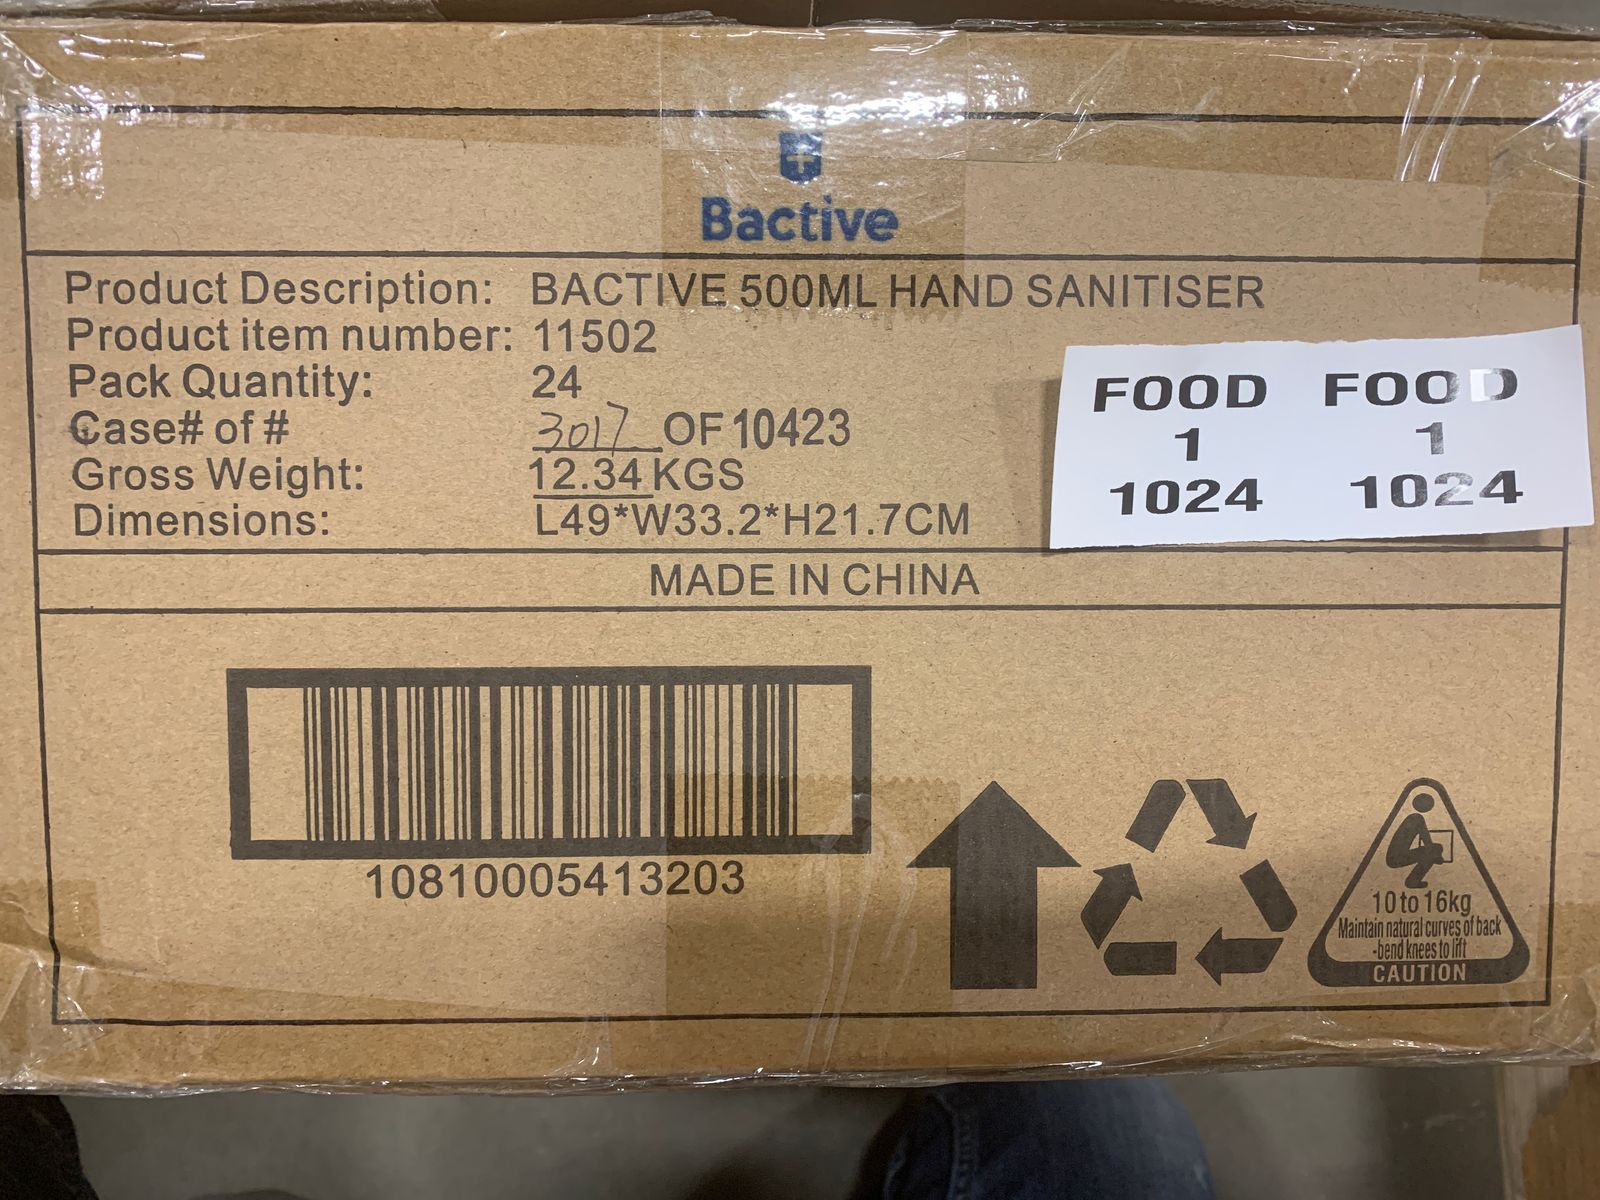 Bactive
Product Description: BACTIVE 500ML HAND SANITISER
Product item number: 11502
Pack Quantity: 24
Case# of # 3017 OF 10423
Gross Weight: 12.34 KGS
Dimensions: L49*W33.2*H21.7CM
FOOD FOOD
1 1
1024 1024
MADE IN CHINA
10810005413203
10 to 16kg
Maintain natural curves of back
-bend knees to lift
CAUTION